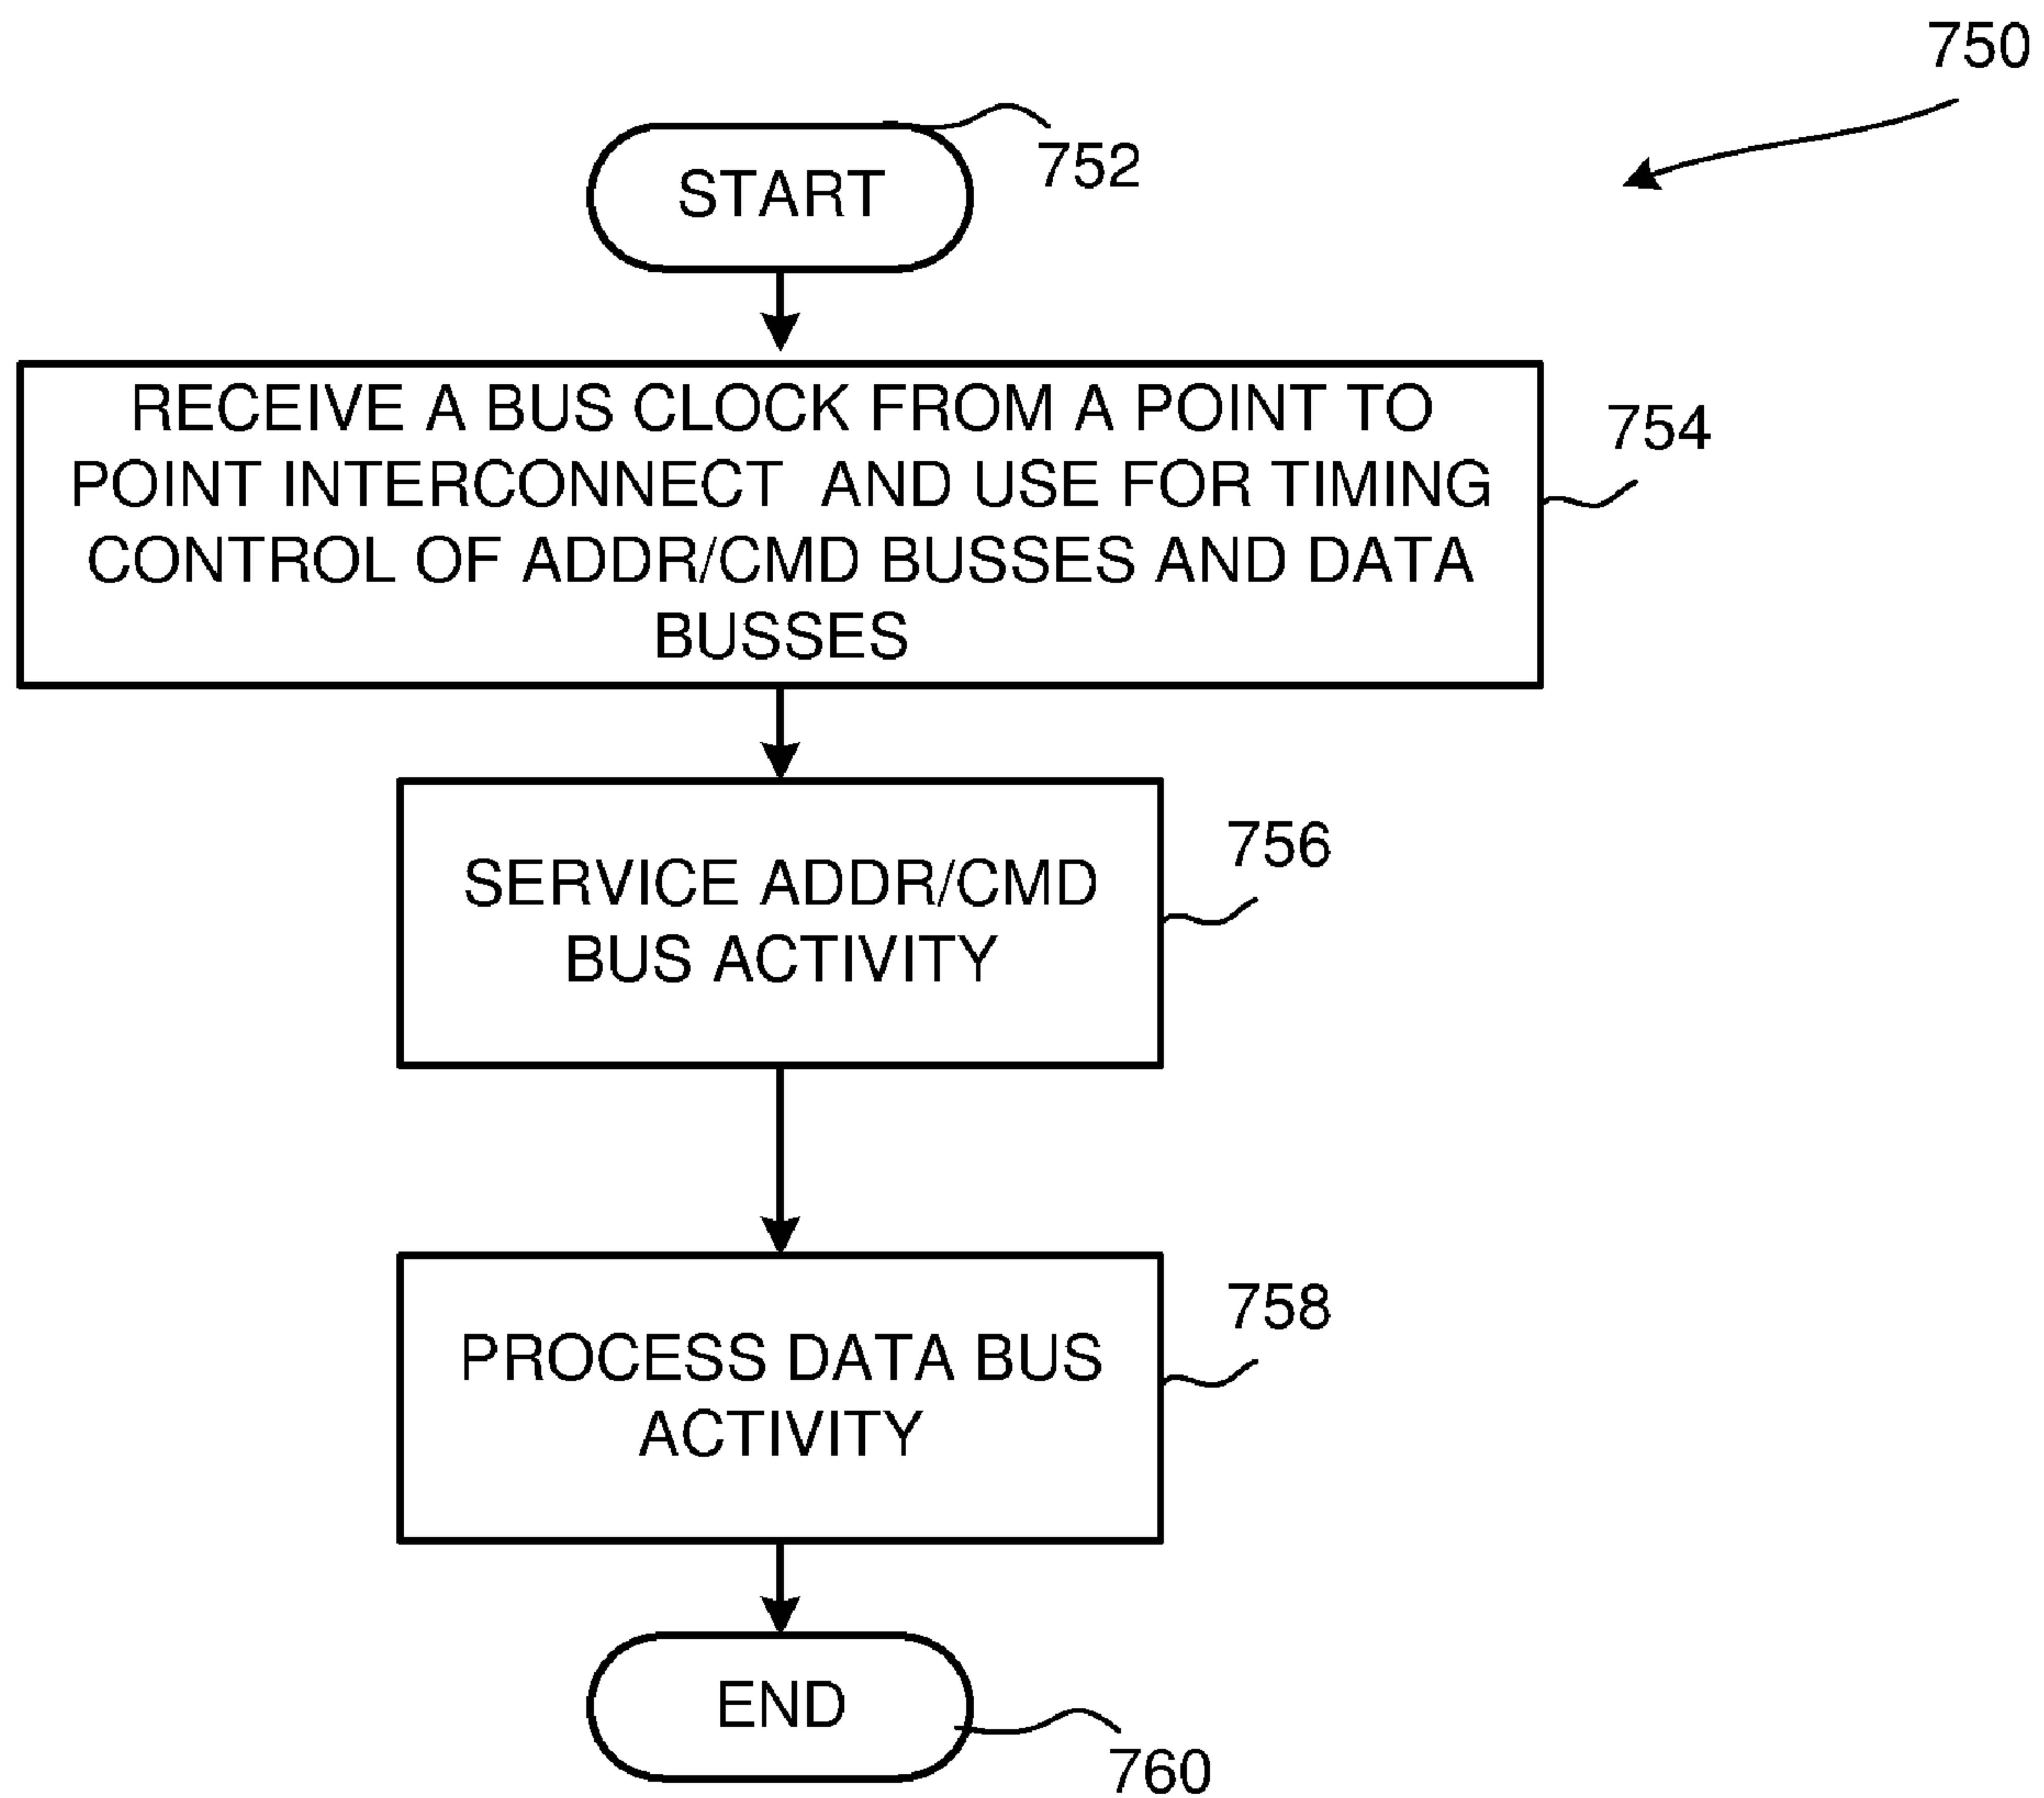 750
752
START
RECEIVE A BUS CLOCK FROM A POINT TO
POINT INTERCONNECT AND USE FOR TIMING
CONTROL OF ADDR/CMD BUSSES AND DATA
BUSSES
754
SERVICE ADDR/CMD
BUS ACTIVITY
756
PROCESS DATA BUS
ACTIVITY
758
END
760